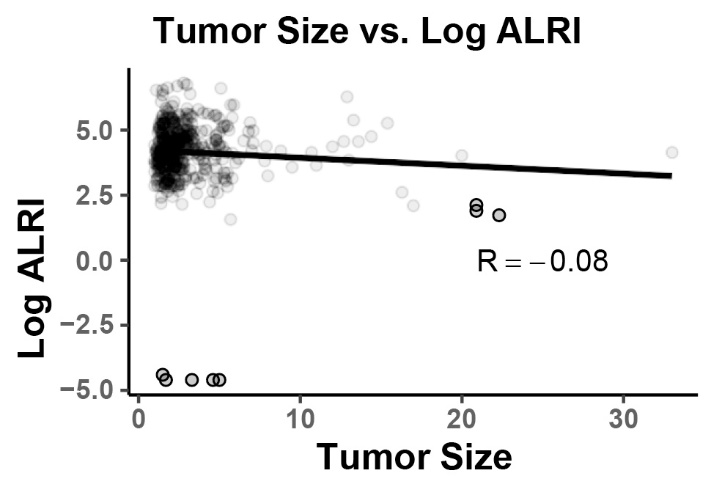 Tumor Size vs. Log ALRI
Log ALRI
5.0
2.5
0.0
−2.5
−5.0
R = −0.08
0 10 20 30
Tumor Size